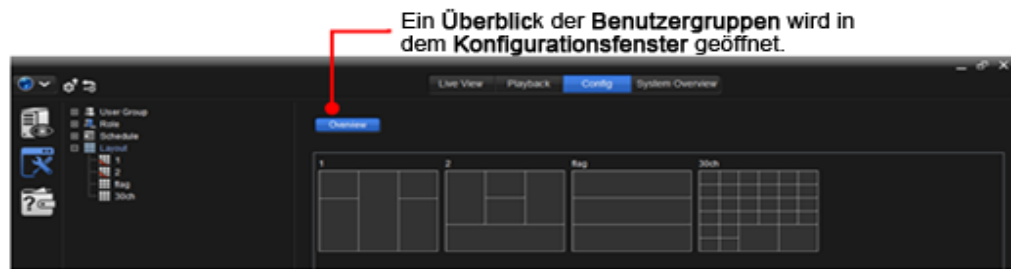 Ein Überblick der Benutzergruppen wird in
dem Konfigurationsfenster geöffnet.
Live View Playback Config System Overview
User Group
Role
Schedule
Layout
1
2
flag
30ch
Overview
1 2 flag 30ch